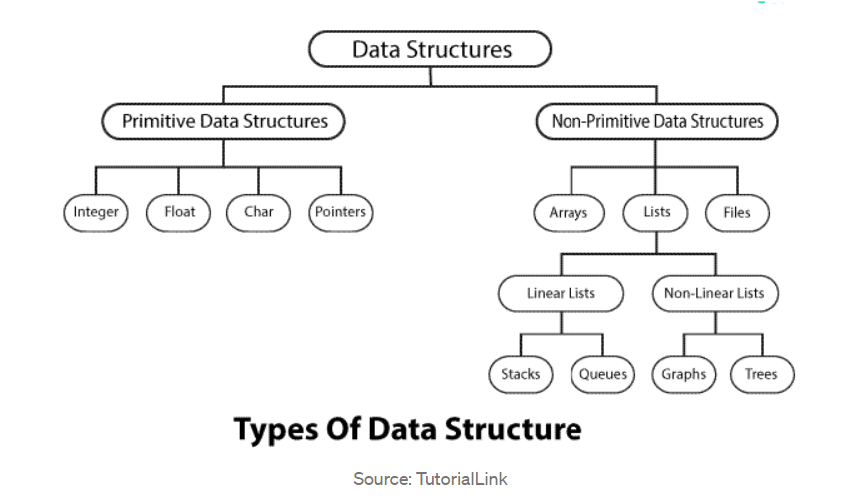 Data Structures
Primitive Data Structures
Non-Primitive Data Structures
Integer
Float
Char
Pointers
Arrays
Lists
Files
Linear Lists
Non-Linear Lists
Stacks
Queues
Graphs
Trees
Types Of Data Structure
Source: TutorialLink